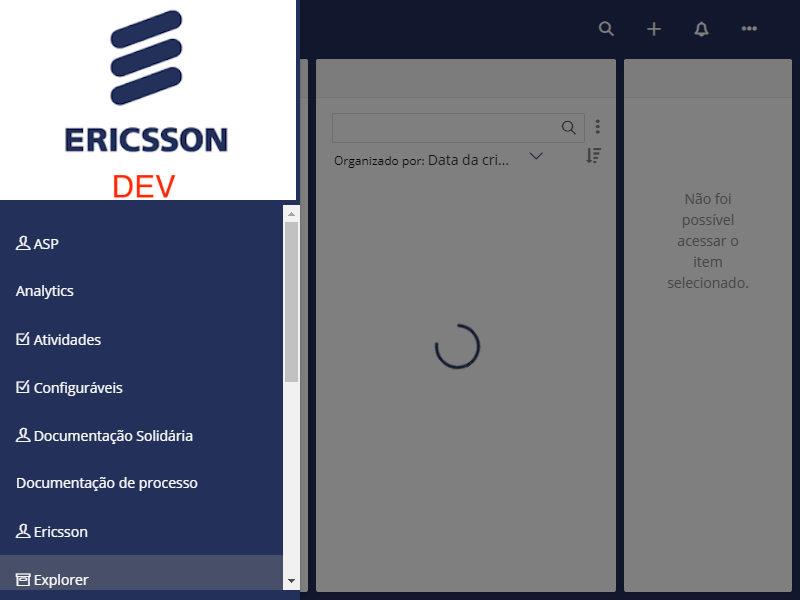 ERICSSON
DEV
ASP
Analytics
Atividades
Configuráveis
Documentação Solidária
Documentação de processo
Ericsson
Explorer
Organizado por: Data da cri...
Não foi
possível
acessar o
item
selecionado.